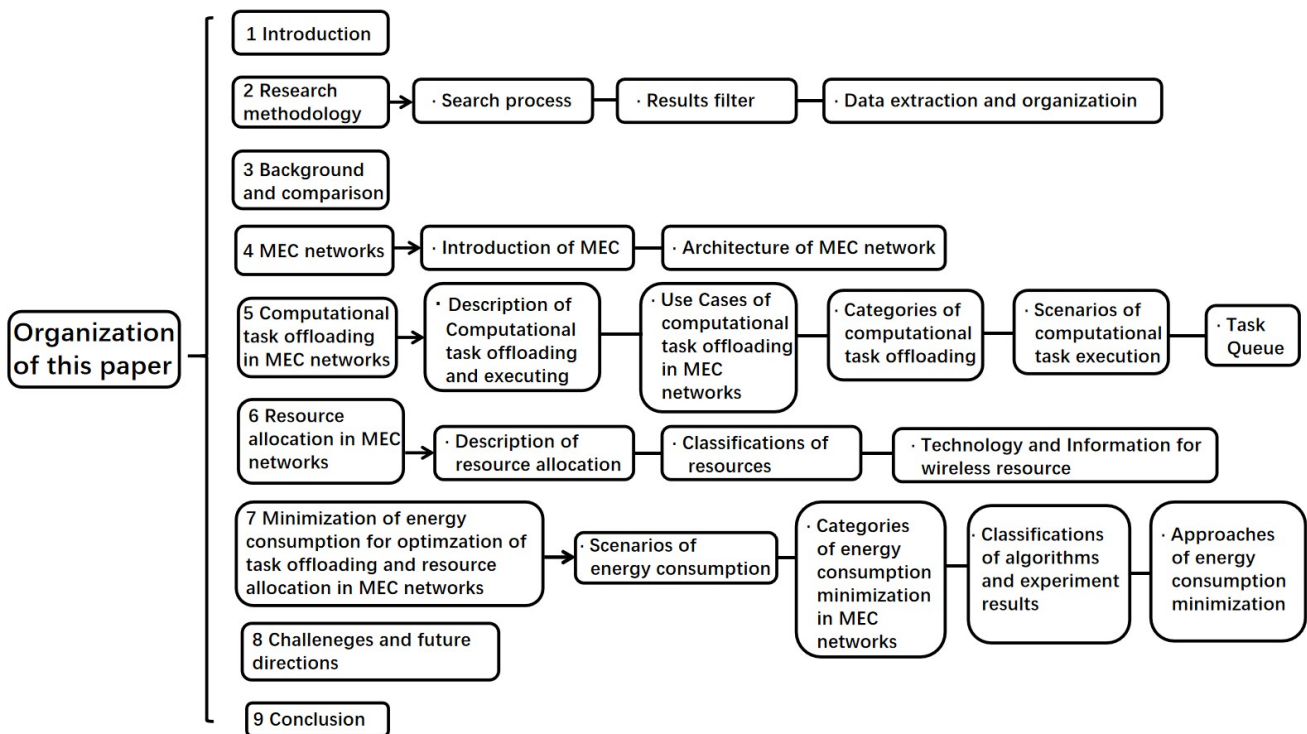 Organization
of this paper
1 Introduction
2 Research
methodology
· Search process
· Results filter
· Data extraction and organizatioin
3 Background
and comparison
4 MEC networks
· Introduction of MEC
· Architecture of MEC network
5 Computational
task offloading
in MEC networks
· Description of
Computational
task offloading
and executing
· Use Cases of
computational
task offloading
in MEC
networks
· Categories of
computational
task offloading
· Scenarios of
computational
task execution
· Task
Queue
6 Resource
allocation in MEC
networks
· Description of
resource allocation
· Classifications of
resources
· Technology and Information for
wireless resource
7 Minimization of energy
consumption for optimzation of
task offloading and resource
allocation in MEC networks
· Scenarios of
energy consumption
· Categories
of energy
consumption
minimization
in MEC
networks
· Classifications
of algorithms
and experiment
results
· Approaches
of energy
consumption
minimization
8 Challeneges and future
directions
9 Conclusion